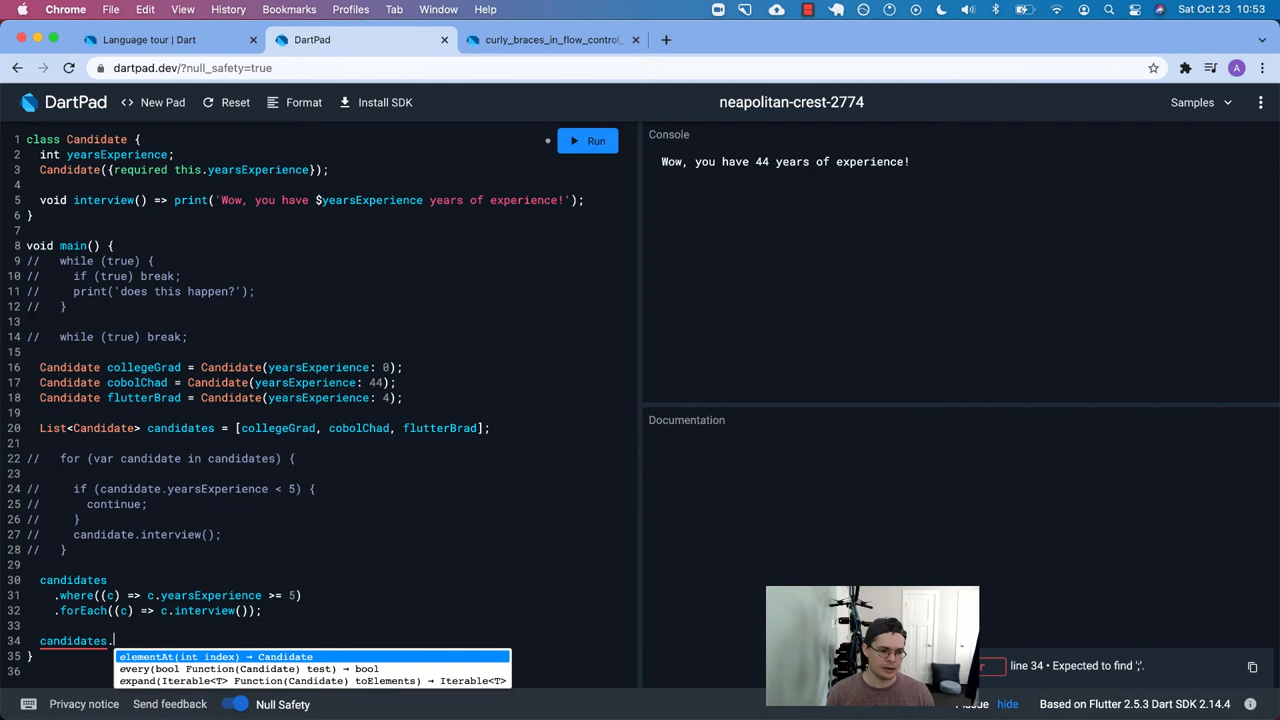 Chrome File Edit View History Bookmarks Profiles Tab Window Help Sat Oct 23 10:53
Language tour | Dart DartPad curly_braces_in_flow_control_
dartpad.dev/?null_safety=true A
DartPad <> New Pad Reset Format Install SDK neapolitan-crest-2774 Samples
Run
Console
Wow, you have 44 years of experience!
1 class Candidate {
2 int yearsExperience;
3 Candidate({required this.yearsExperience});
4
5 void interview() => print('Wow, you have $yearsExperience years of experience!');
6 }
7
8 void main() {
9 // while (true) {
10 // if (true) break;
11 // print('does this happen?');
12 // }
13
14 // while (true) break;
15
16 Candidate collegeGrad = Candidate(yearsExperience: 0);
17 Candidate cobolChad = Candidate(yearsExperience: 44);
18 Candidate flutterBrad = Candidate(yearsExperience: 4);
19
20 List<Candidate> candidates = [collegeGrad, cobolChad, flutterBrad];
21
22 // for (var candidate in candidates) {
23
24 // if (candidate.yearsExperience < 5) {
25 // continue;
26 // }
27 // candidate.interview();
28 // }
29
30 candidates
31 .where((c) => c.yearsExperience >= 5)
32 .forEach((c) => c.interview());
33
34 candidates.
35 }
36
elementAt(int index) → Candidate
every(bool Function(Candidate) test) → bool
expand(Iterable<T> Function(Candidate) toElements) → Iterable<T>
Documentation
line 34 • Expected to find ';'.
Privacy notice Send feedback Null Safety
hide Based on Flutter 2.5.3 Dart SDK 2.14.4